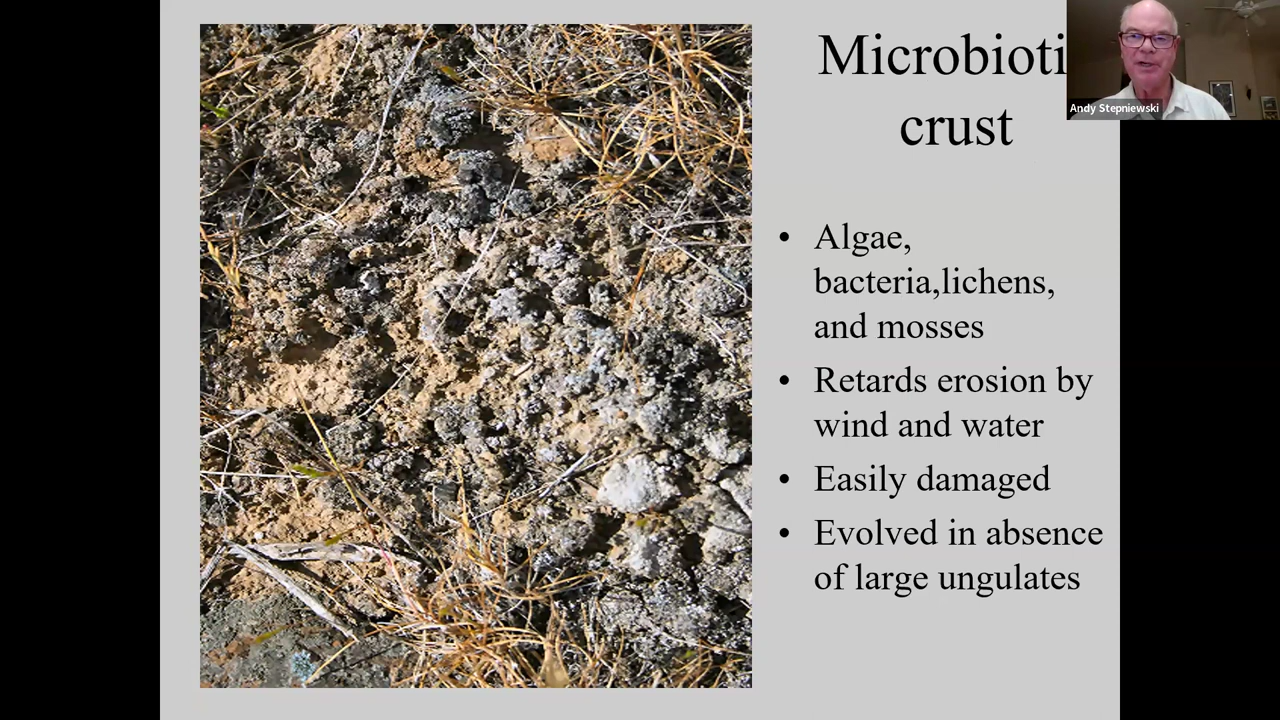 Microbioti
crust
Andy Stepniewski
• Algae,
bacteria,lichens,
and mosses
• Retards erosion by
wind and water
• Easily damaged
• Evolved in absence
of large ungulates